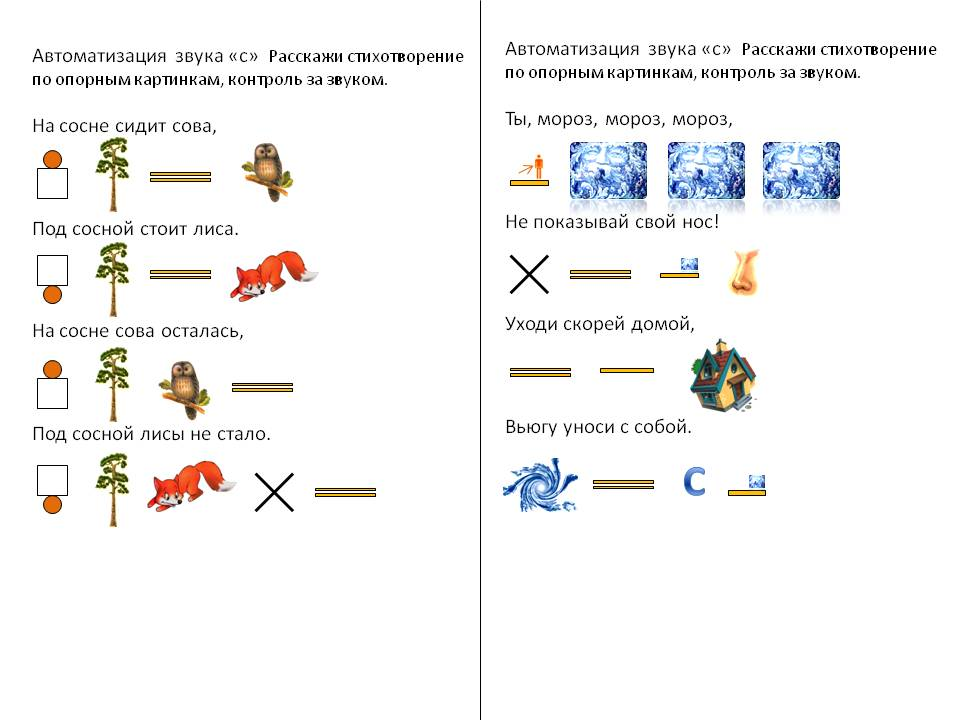 Автоматизация звука «с» Расскажи стихотворение
по опорным картинкам, контроль за звуком.
На сосне сидит сова,
Под сосной стоит лиса.
На сосне сова осталась,
Под сосной лисы не стало.
Автоматизация звука «с» Расскажи стихотворение
по опорным картинкам, контроль за звуком.
Ты, мороз, мороз, мороз,
Не показывай свой нос!
Уходи скорей домой,
Вьюгу уноси с собой.
С